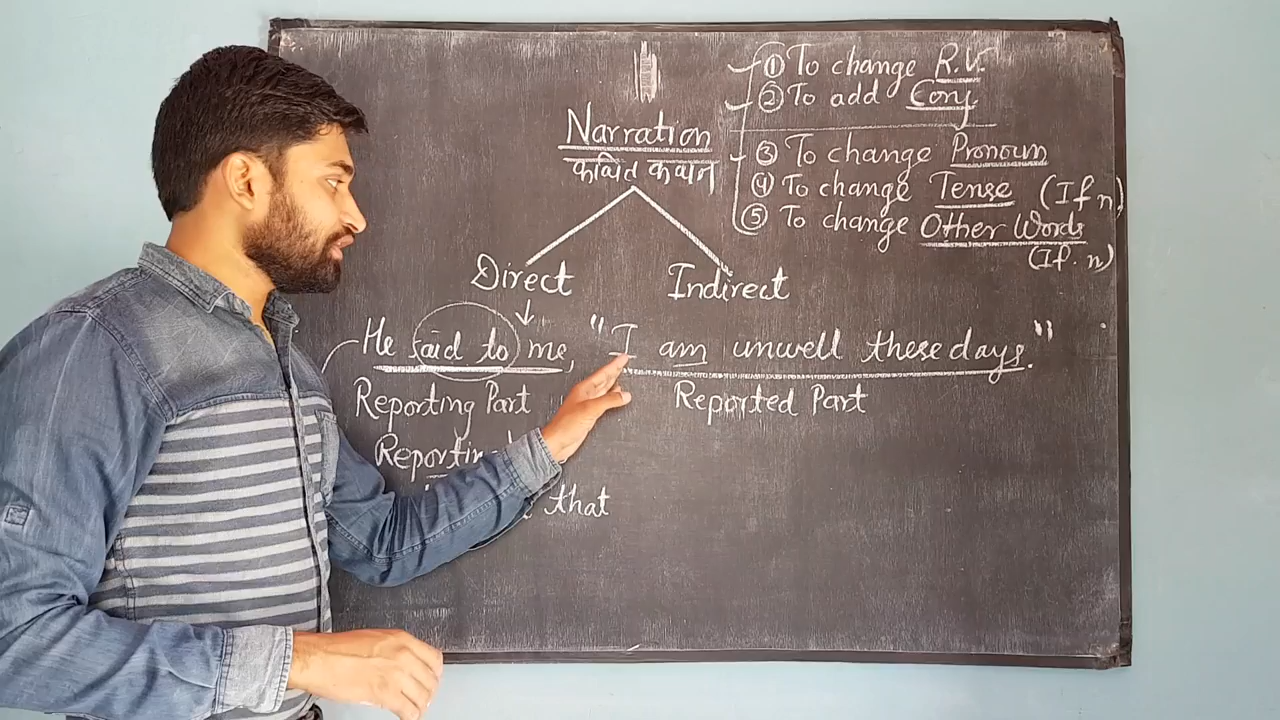 ① To change R.V.
② To add Conj.
③ To change Pronoun
④ To change Tense (If n)
⑤ To change Other Words
(If. n)
Narration
कथित कथन
Direct
Indirect
He said to me, "I am unwell these days."
Reporting Part
Reported Part
that